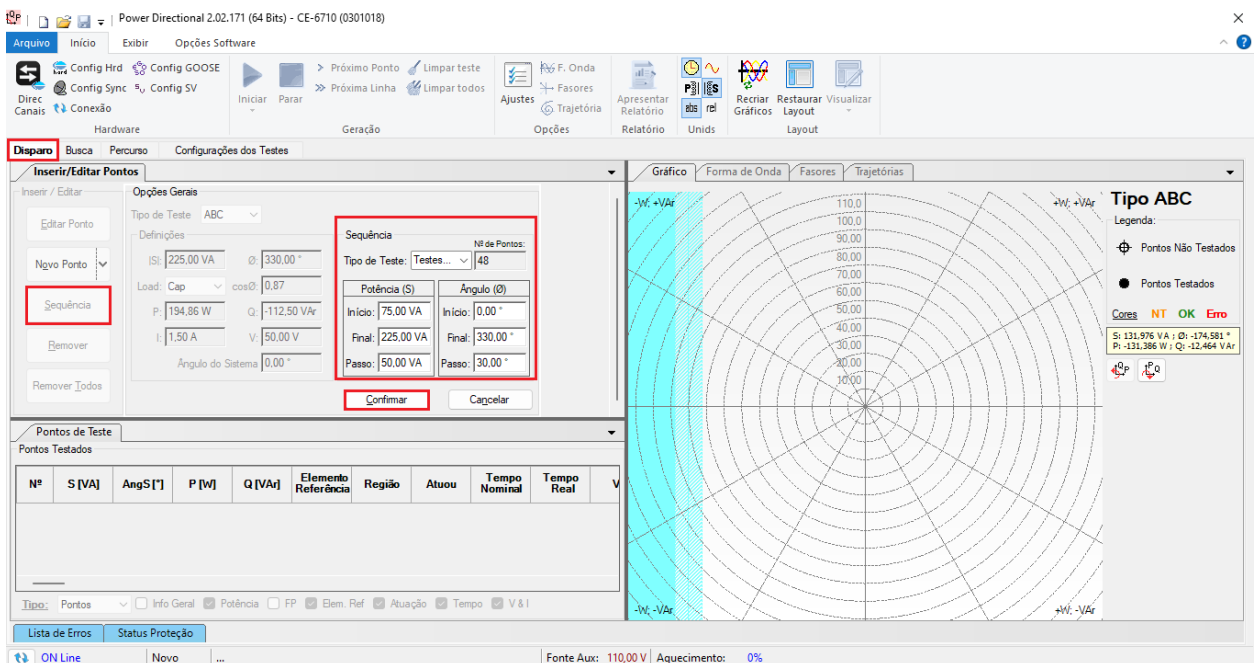 Power Directional 2.02.171 (64 Bits) - CE-6710 (0301018)
Arquivo Início Exibir Opções Software
Direc Canais
Config Hrd
Config Sync
Conexão
Config GOOSE
Config SV
Hardware
Iniciar Parar
Próximo Ponto
Próxima Linha
Limpar teste
Limpar todos
Geração
Ajustes
F. Onda
Fasores
Trajetória
Opções
Apresentar Relatório
Relatório
abs rel
Unids
Recriar Gráficos
Restaurar Layout
Visualizar
Layout
Disparo Busca Percurso Configurações dos Testes
Inserir/Editar Pontos
Inserir / Editar
Editar Ponto
Novo Ponto
Sequência
Remover
Remover Todos
Opções Gerais
Tipo de Teste ABC
Definições
ISI: 225,00 VA Ø: 330,00 °
Load: Cap cosØ: 0,87
P: 194,86 W Q: -112,50 VAr
I: 1,50 A V: 50,00 V
Ângulo do Sistema 0,00 °
Sequência
Nº de Pontos:
Tipo de Teste: Testes... 48
Potência (S) Ângulo (Ø)
Início: 75,00 VA Início: 0,00 °
Final: 225,00 VA Final: 330,00 °
Passo: 50,00 VA Passo: 30,00 °
Confirmar Cancelar
Pontos de Teste
Pontos Testados
Nº S [VA] AngS [°] P [W] Q [VAr] Elemento Referência Região Atuou Tempo Nominal Tempo Real V
Tipo: Pontos Info Geral Potência FP Elem. Ref Atuação Tempo V & I
Gráfico Forma de Onda Fasores Trajetórias
-W; +VAr
+W; +VAr
110,0
100,0
90,00
80,00
70,00
60,00
50,00
40,00
30,00
20,00
10,00
-W; -VAr
+W; -VAr
Tipo ABC
Legenda:
Pontos Não Testados
Pontos Testados
Cores NT OK Erro
S: 131,976 VA ; Ø: -174,581 °
P: -131,386 W ; Q: -12,464 VAr
Lista de Erros Status Proteção
ON Line Novo ... Fonte Aux: 110,00 V Aquecimento: 0%